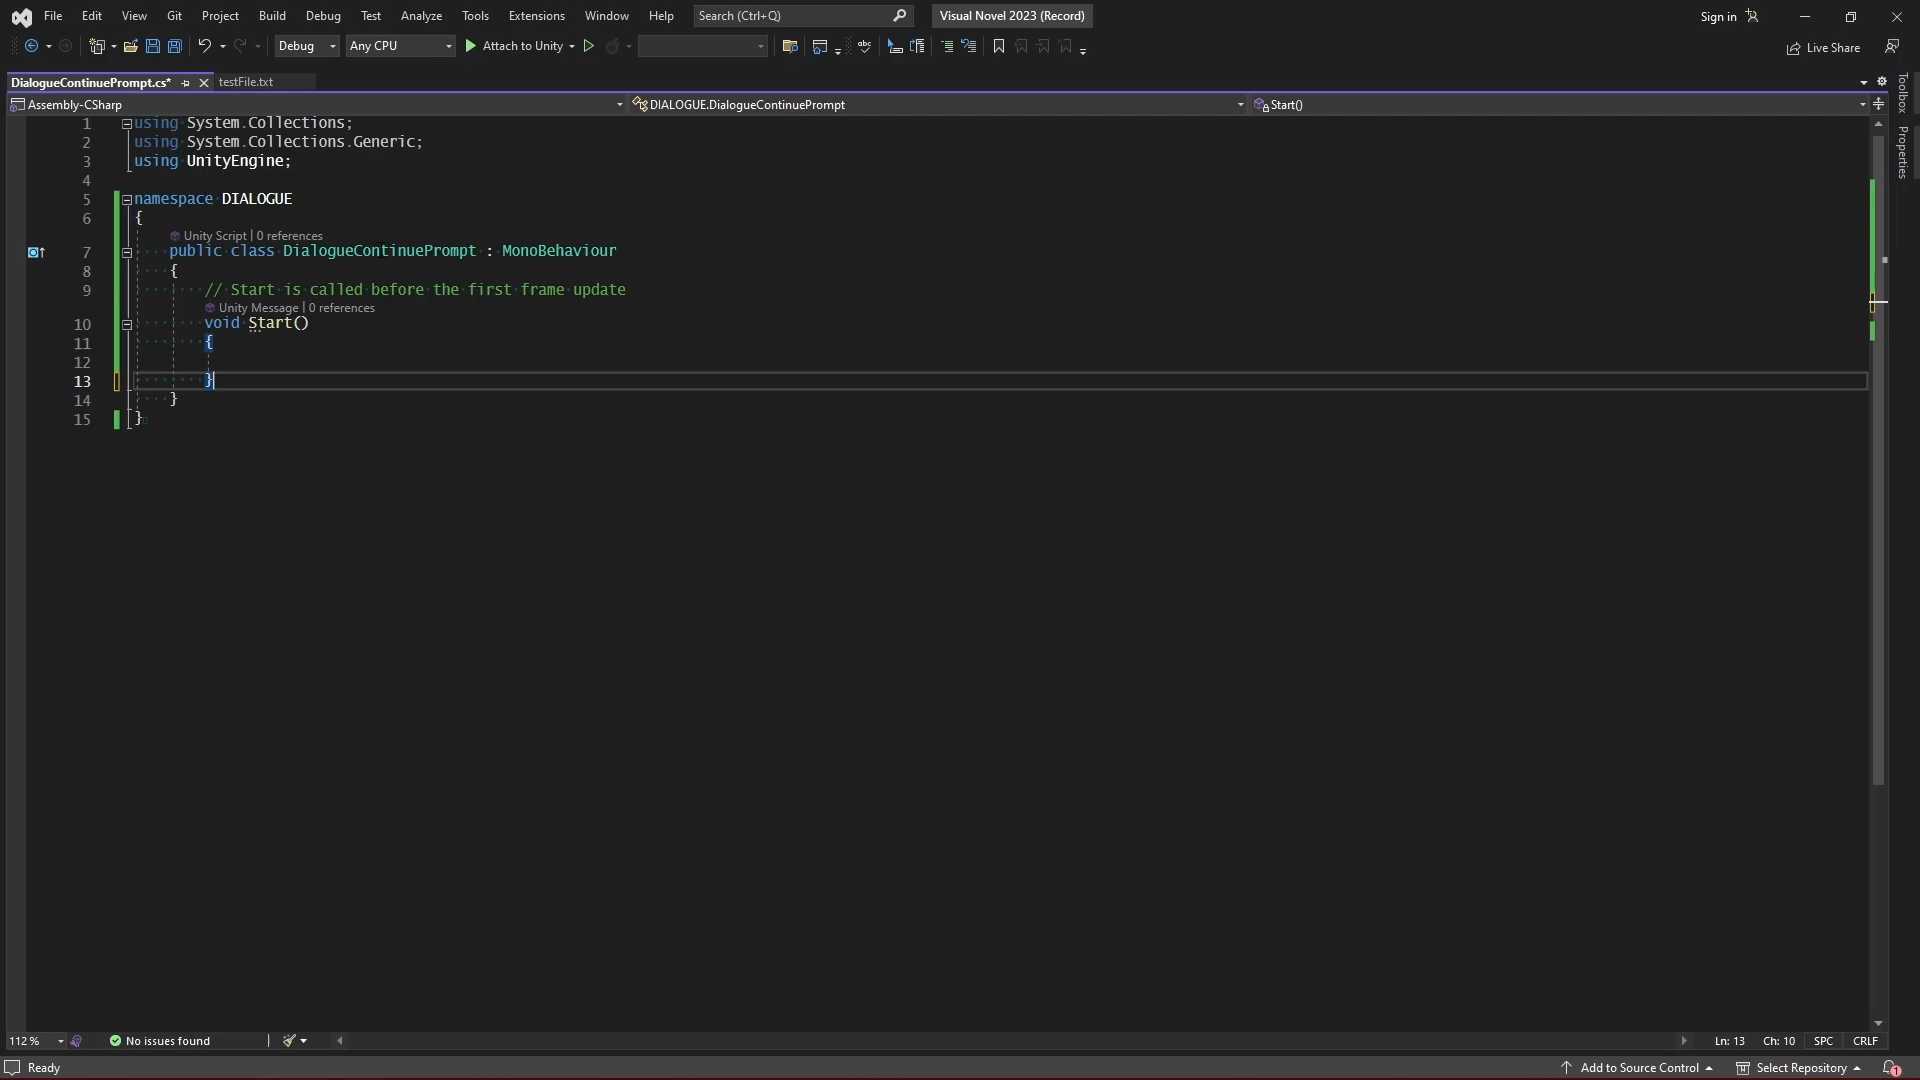 File Edit View Git Project Build Debug Test Analyze Tools Extensions Window Help Search (Ctrl+Q) Visual Novel 2023 (Record) Sign in
Debug Any CPU Attach to Unity Live Share
DialogueContinuePrompt.cs* testFile.txt
Assembly-CSharp DIALOGUE.DialogueContinuePrompt Start()
1 using System.Collections;
2 using System.Collections.Generic;
3 using UnityEngine;
4
5 namespace DIALOGUE
6 {
Unity Script | 0 references
7 public class DialogueContinuePrompt : MonoBehaviour
8 {
9 // Start is called before the first frame update
Unity Message | 0 references
10 void Start()
11 {
12
13 }
14 }
15 }
Toolbox
Properties
112 % No issues found Ln: 13 Ch: 10 SPC CRLF
Ready Add to Source Control Select Repository 1